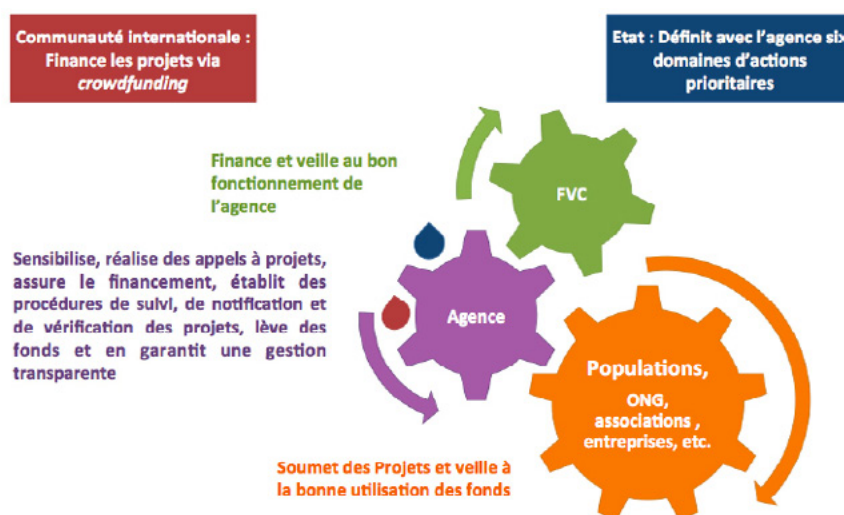 Communauté internationale :
Finance les projets via
crowdfunding
Etat : Définit avec l'agence six
domaines d'actions
prioritaires
Finance et veille au bon
fonctionnement de
l'agence
FVC
Sensibilise, réalise des appels à projets,
assure le financement, établit des
procédures de suivi, de notification et
de vérification des projets, lève des
fonds et en garantit une gestion
transparente
Agence
Populations,
ONG,
associations ,
entreprises, etc.
Soumet des Projets et veille à
la bonne utilisation des fonds